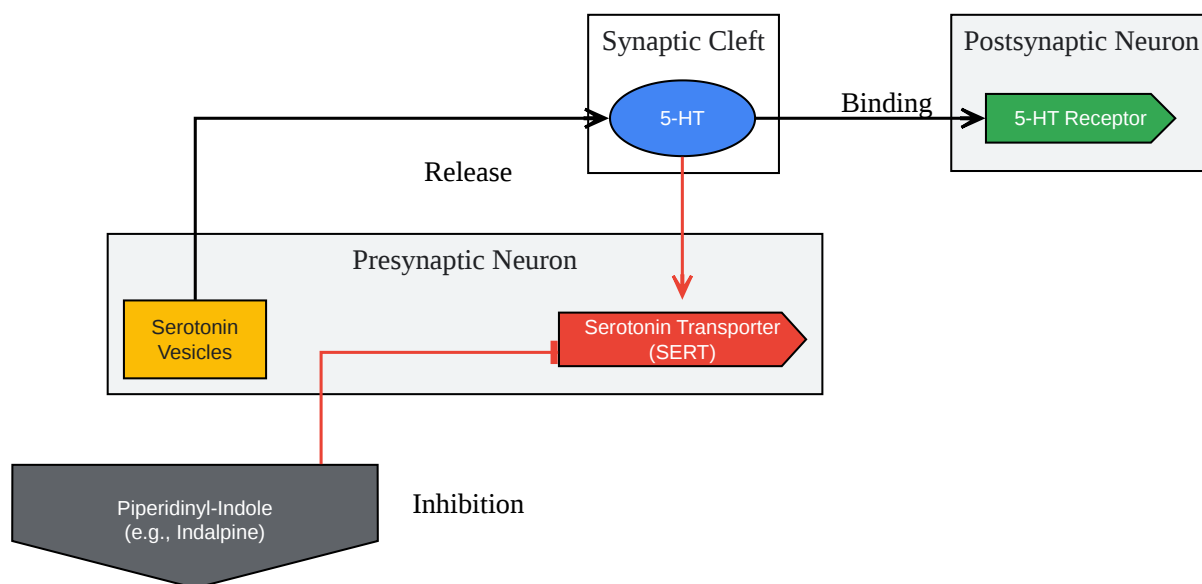 Synaptic Cleft
Postsynaptic Neuron
5-HT
Binding
5-HT Receptor
Release
Presynaptic Neuron
Serotonin
Vesicles
Serotonin Transporter
(SERT)
Piperidinyl-Indole
(e.g., Indalpine)
Inhibition